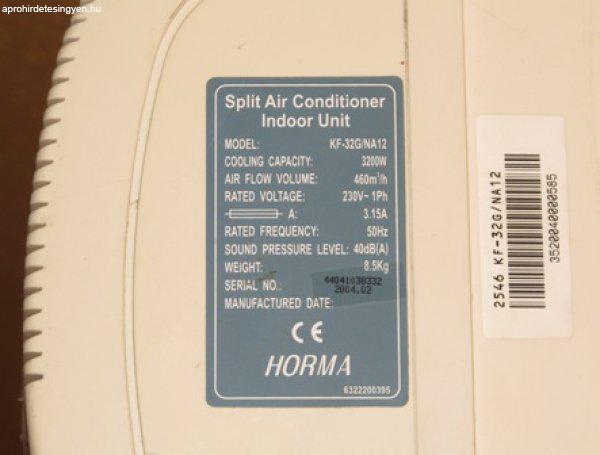 aprohirdetesingyen.hu
Split Air Conditioner
Indoor Unit
MODEL: KF-32G/NA12
COOLING CAPACITY: 3200W
AIR FLOW VOLUME: 460m³/h
RATED VOLTAGE: 230V~ 1Ph
A: 3.15A
RATED FREQUENCY: 50Hz
SOUND PRESSURE LEVEL: 40dB(A)
WEIGHT: 8.5Kg
SERIAL NO.: 44041038332
MANUFACTURED DATE: 2004.02
CE
HORMA
6322200395
2546 KF-32G/NA12
3520040000585